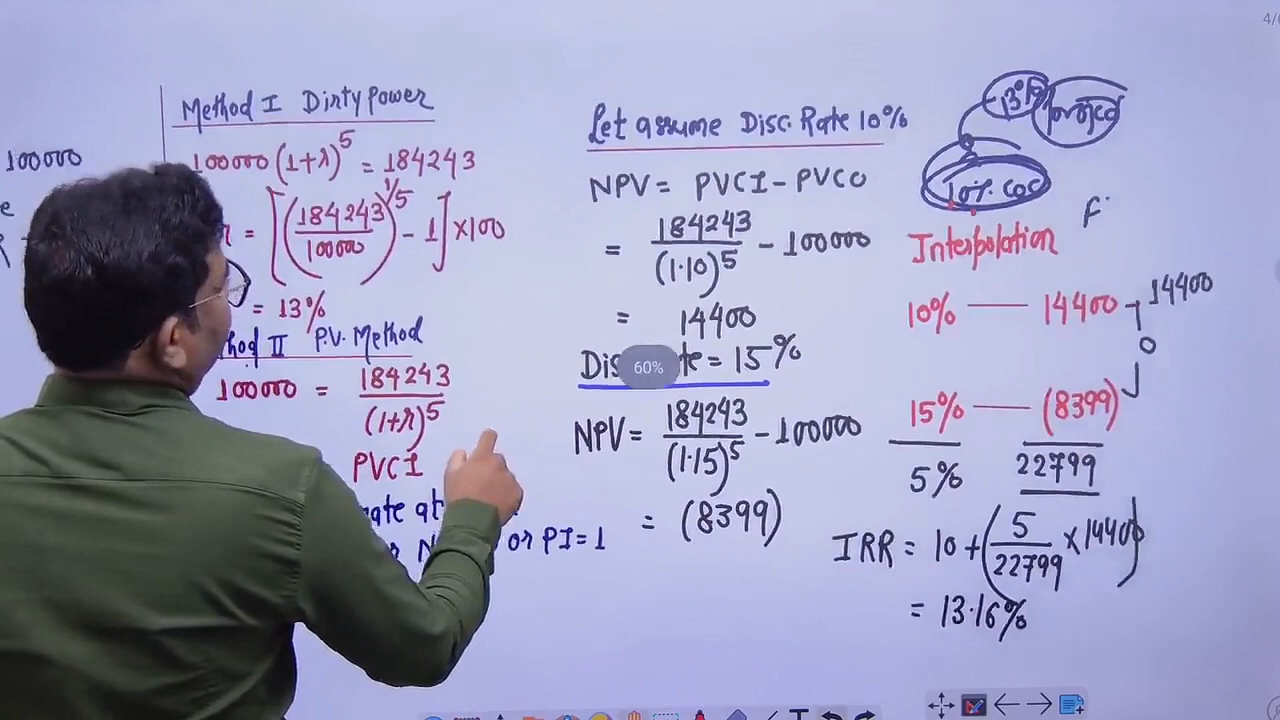 4/
100000
Method I Dirty Power
100000 (1+r)^5 = 184243
= [(184243/100000)^1/5 - 1] ×100
= 13%
II P.V. Method
100000 = 184243/(1+r)^5
PVCI
or PI=1
Let assume Disc. Rate 10%
NPV = PVCI - PVCO
= 184243/(1.10)^5 - 100000
= 14400
= 15%
60%
NPV = 184243/(1.15)^5 - 100000
= (8399)
13%
10% COC
Interpolation
F
10% — 14400
14400
0
15% — (8399)
5% 22799
IRR = 10 + (5/22799 × 14400)
= 13.16%
T